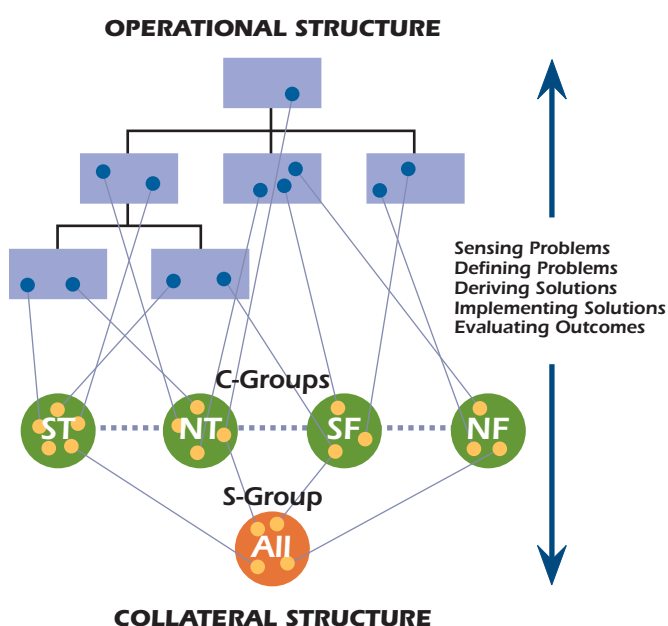 OPERATIONAL STRUCTURE
Sensing Problems
Defining Problems
Deriving Solutions
Implementing Solutions
Evaluating Outcomes
C-Groups
ST
NT
SF
NF
S-Group
All
COLLATERAL STRUCTURE